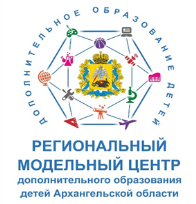 ДОПОЛНИТЕЛЬНОЕ ОБРАЗОВАНИЕ ДЕТЕЙ
РЕГИОНАЛЬНЫЙ
МОДЕЛЬНЫЙ ЦЕНТР
дополнительного образования
детей Архангельской области